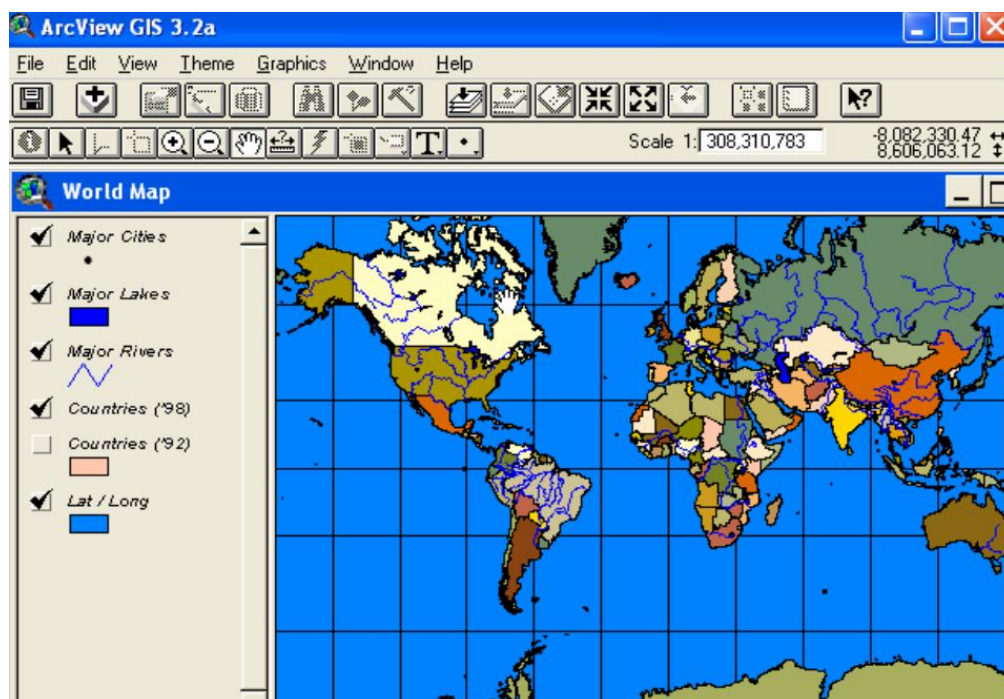 ArcView GIS 3.2a
File Edit View Theme Graphics Window Help
T
Scale 1: 308,310,783
-8,082,330.47
8,606,063.12
World Map
Major Cities
Major Lakes
Major Rivers
Countries ('98)
Countries ('92)
Lat / Long